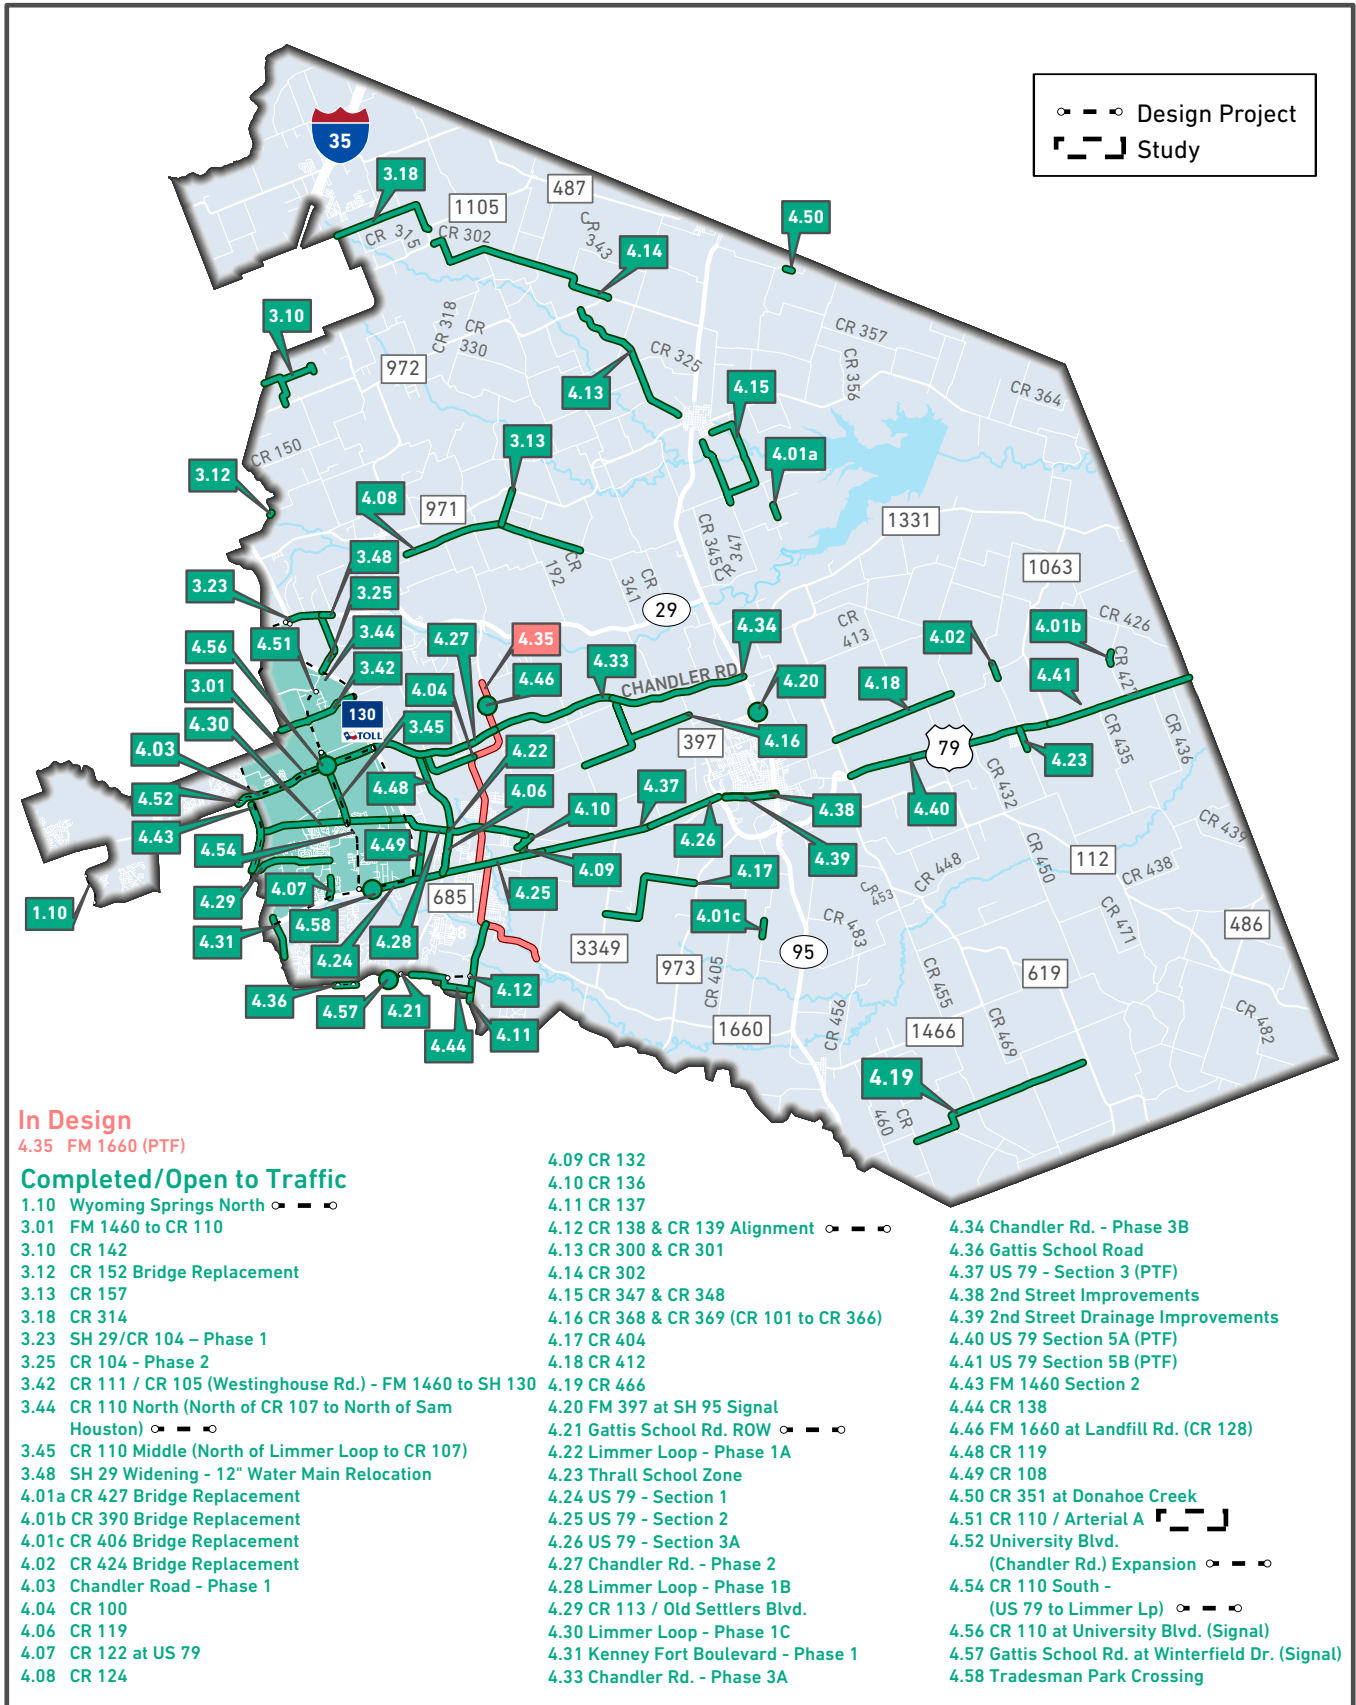 Design Project
Study
35
3.18
487
1105
4.50
CR 315
CR 302
CR 343
4.14
3.10
CR 318
CR 330
CR 357
972
CR 325
CR 356
4.13
4.15
CR 364
3.13
CR 150
4.01a
3.12
4.08
971
1331
CR 345
CR 347
3.48
CR 192
1063
3.23
3.25
CR 341
29
CR 426
3.44
4.27
4.35
4.34
CR 413
4.02
4.01b
4.56
4.51
4.33
CR 427
3.42
CHANDLER RD
4.41
3.01
4.04
4.46
4.20
4.18
4.30
130
TOLL
3.45
397
4.16
79
CR 435
CR 436
4.03
4.22
4.23
4.52
4.48
4.06
4.37
CR 432
4.43
4.10
4.38
4.40
CR 439
4.26
4.54
4.49
4.09
4.39
CR 448
CR 450
112
CR 438
4.07
4.17
4.29
685
4.25
CR 453
4.58
4.01c
CR 483
CR 471
486
4.31
4.28
4.24
3349
973
CR 405
95
CR 455
619
4.36
4.12
4.57
4.21
CR 456
CR 469
CR 482
4.44
4.11
1660
1466
4.19
CR 460
In Design
4.35 FM 1660 (PTF)
Completed/Open to Traffic
1.10 Wyoming Springs North
3.01 FM 1460 to CR 110
3.10 CR 142
3.12 CR 152 Bridge Replacement
3.13 CR 157
3.18 CR 314
3.23 SH 29/CR 104 – Phase 1
3.25 CR 104 - Phase 2
3.42 CR 111 / CR 105 (Westinghouse Rd.) - FM 1460 to SH 130
3.44 CR 110 North (North of CR 107 to North of Sam
Houston)
3.45 CR 110 Middle (North of Limmer Loop to CR 107)
3.48 SH 29 Widening - 12" Water Main Relocation
4.01a CR 427 Bridge Replacement
4.01b CR 390 Bridge Replacement
4.01c CR 406 Bridge Replacement
4.02 CR 424 Bridge Replacement
4.03 Chandler Road - Phase 1
4.04 CR 100
4.06 CR 119
4.07 CR 122 at US 79
4.08 CR 124
4.09 CR 132
4.10 CR 136
4.11 CR 137
4.12 CR 138 & CR 139 Alignment
4.13 CR 300 & CR 301
4.14 CR 302
4.15 CR 347 & CR 348
4.16 CR 368 & CR 369 (CR 101 to CR 366)
4.17 CR 404
4.18 CR 412
4.19 CR 466
4.20 FM 397 at SH 95 Signal
4.21 Gattis School Rd. ROW
4.22 Limmer Loop - Phase 1A
4.23 Thrall School Zone
4.24 US 79 - Section 1
4.25 US 79 - Section 2
4.26 US 79 - Section 3A
4.27 Chandler Rd. - Phase 2
4.28 Limmer Loop - Phase 1B
4.29 CR 113 / Old Settlers Blvd.
4.30 Limmer Loop - Phase 1C
4.31 Kenney Fort Boulevard - Phase 1
4.33 Chandler Rd. - Phase 3A
4.34 Chandler Rd. - Phase 3B
4.36 Gattis School Road
4.37 US 79 - Section 3 (PTF)
4.38 2nd Street Improvements
4.39 2nd Street Drainage Improvements
4.40 US 79 Section 5A (PTF)
4.41 US 79 Section 5B (PTF)
4.43 FM 1460 Section 2
4.44 CR 138
4.46 FM 1660 at Landfill Rd. (CR 128)
4.48 CR 119
4.49 CR 108
4.50 CR 351 at Donahoe Creek
4.51 CR 110 / Arterial A
4.52 University Blvd.
(Chandler Rd.) Expansion
4.54 CR 110 South -
(US 79 to Limmer Lp)
4.56 CR 110 at University Blvd. (Signal)
4.57 Gattis School Rd. at Winterfield Dr. (Signal)
4.58 Tradesman Park Crossing